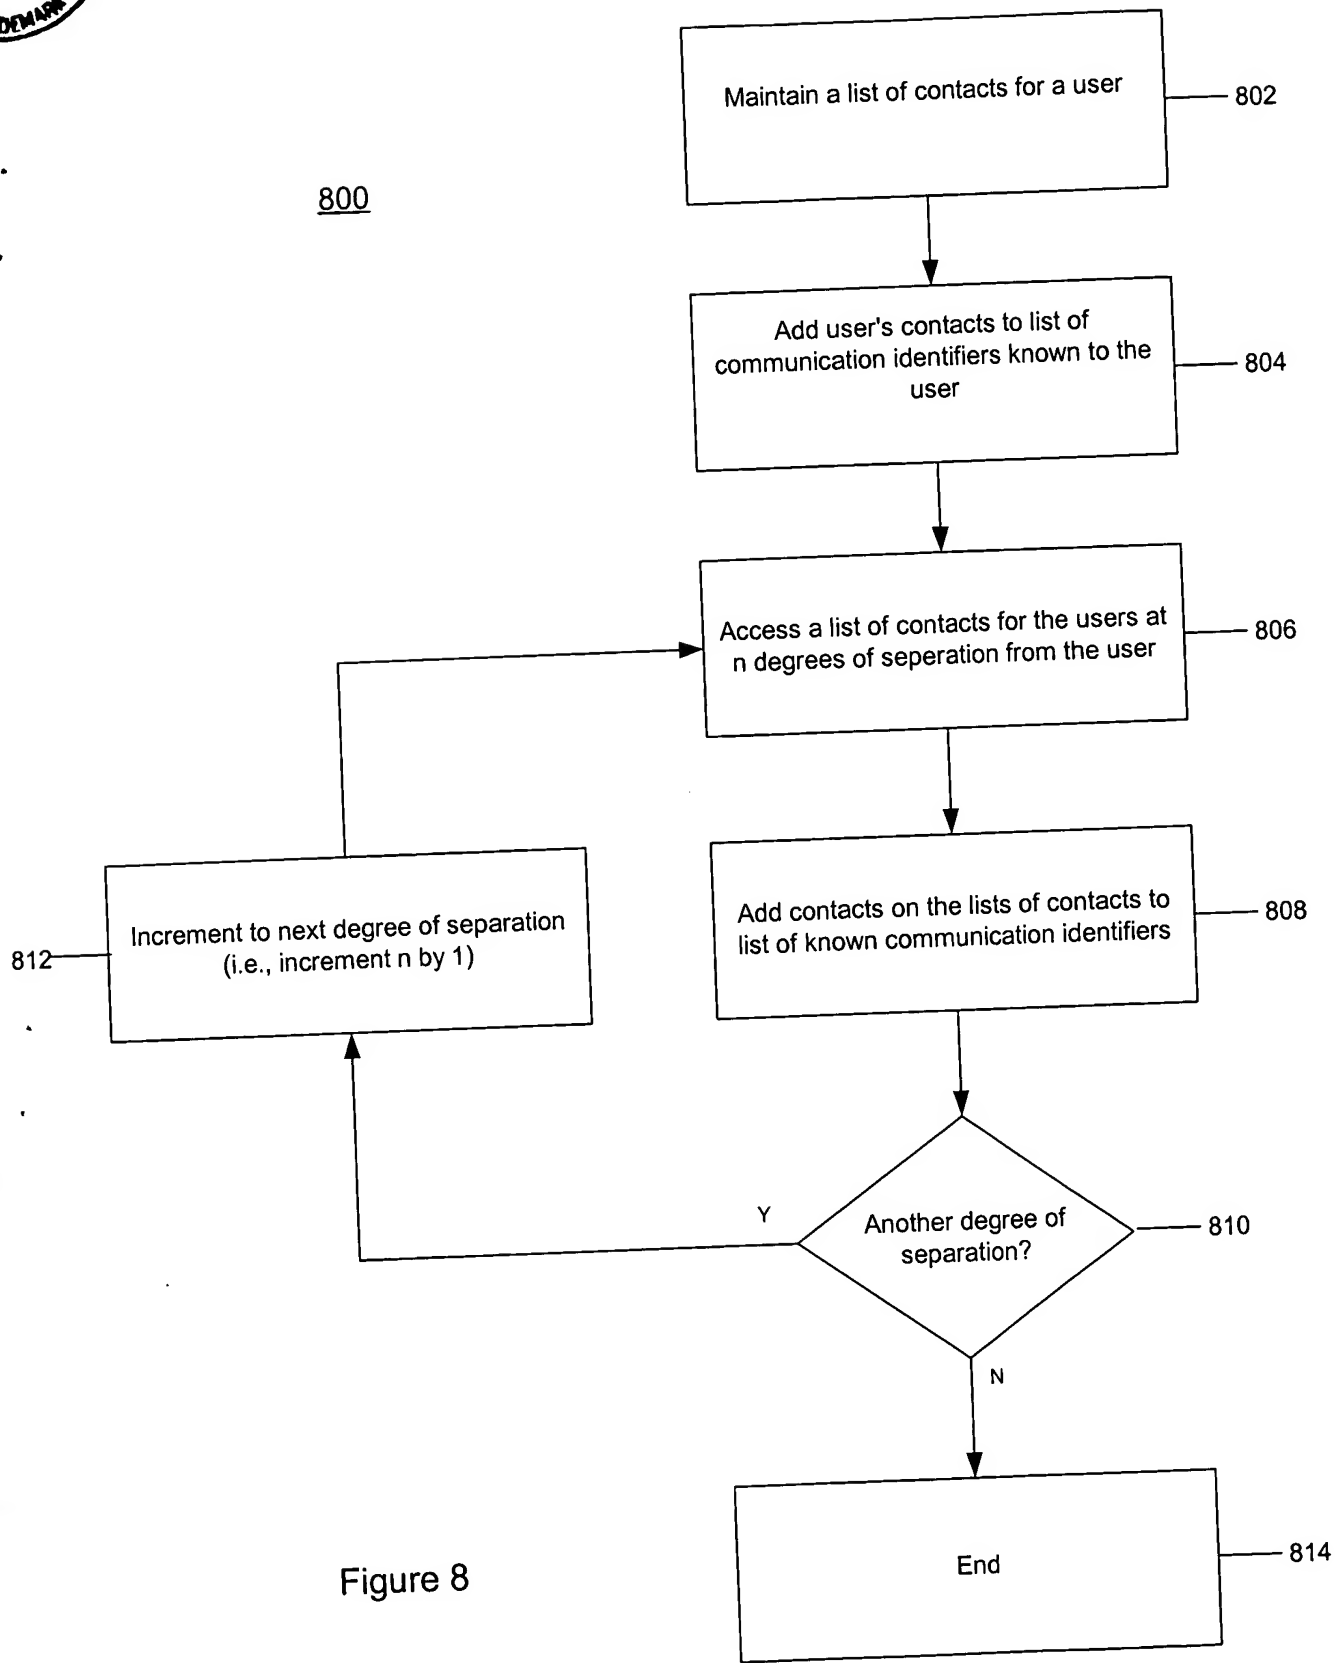 DEMARK
Maintain a list of contacts for a user
802
800
Add user's contacts to list of
communication identifiers known to the
user
804
Access a list of contacts for the users at
n degrees of seperation from the user
806
Add contacts on the lists of contacts to
list of known communication identifiers
808
Increment to next degree of separation
(i.e., increment n by 1)
812
Another degree of
separation?
810
Y
N
End
814
Figure 8